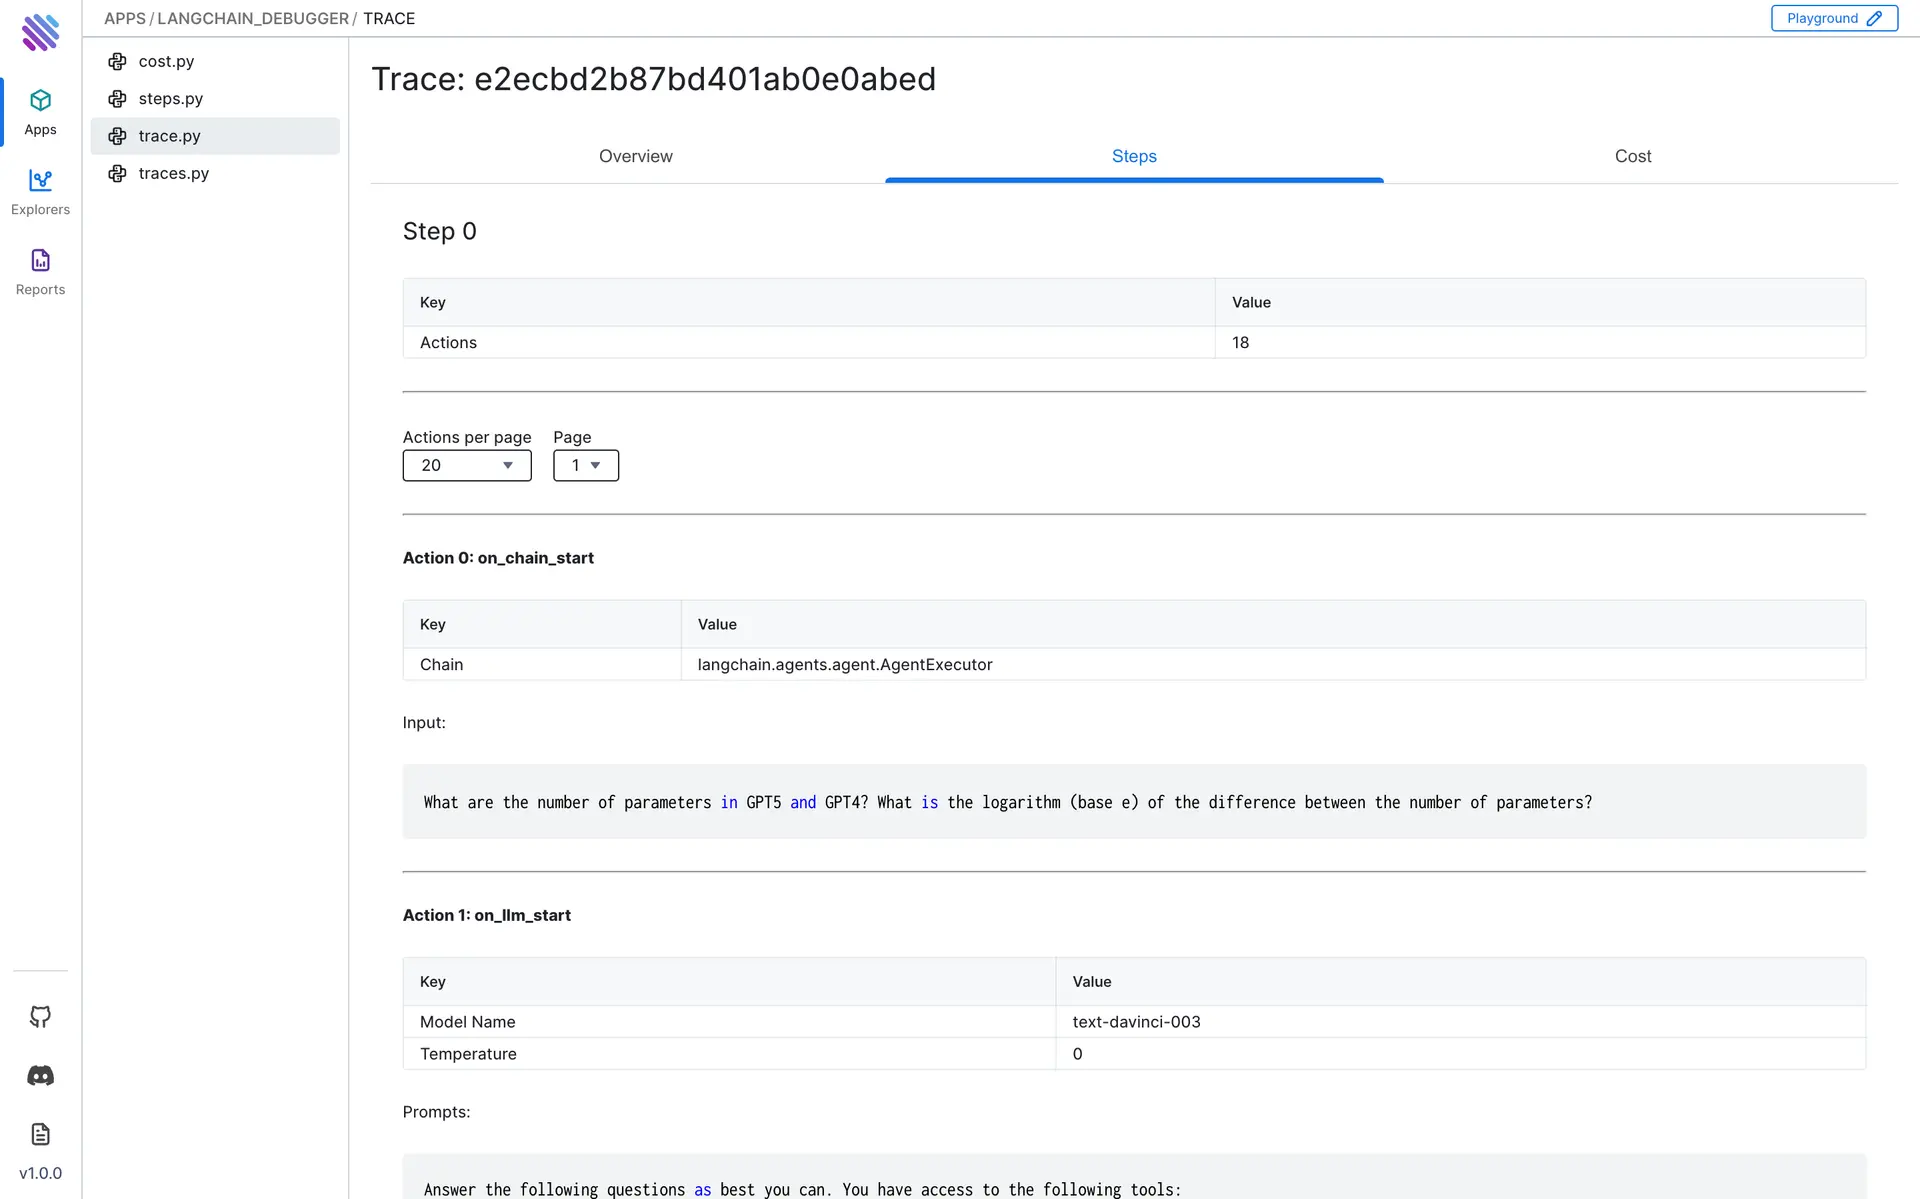 APPS / LANGCHAIN_DEBUGGER / TRACE
Playground
Apps
Explorers
Reports
v1.0.0
cost.py
steps.py
trace.py
traces.py
Trace: e2ecbd2b87bd401ab0e0abed
Overview Steps Cost
Step 0
Key Value
Actions 18
Actions per page Page
20 1
Action 0: on_chain_start
Key Value
Chain langchain.agents.agent.AgentExecutor
Input:
What are the number of parameters in GPT5 and GPT4? What is the logarithm (base e) of the difference between the number of parameters?
Action 1: on_llm_start
Key Value
Model Name text-davinci-003
Temperature 0
Prompts:
Answer the following questions as best you can. You have access to the following tools: